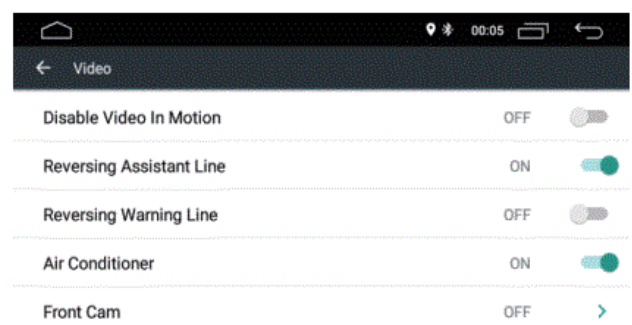 00:05
Video
Disable Video In Motion OFF
Reversing Assistant Line ON
Reversing Warning Line OFF
Air Conditioner ON
Front Cam OFF